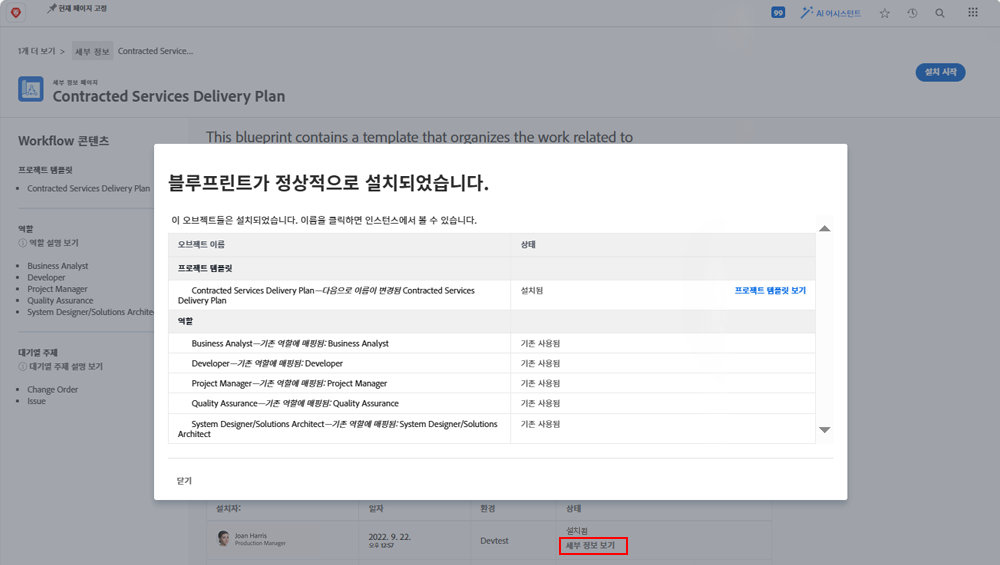 현재 페이지 고정
99
AI 어시스턴트
1개 더 보기 > 세부 정보 Contracted Service...
세부 정보 페이지
Contracted Services Delivery Plan
설치 시작
Workflow 콘텐츠
This blueprint contains a template that organizes the work related to
프로젝트 템플릿
• Contracted Services Delivery Plan
역할
역할 설명 보기
• Business Analyst
• Developer
• Project Manager
• Quality Assurance
• System Designer/Solutions Archite
대기열 주제
대기열 주제 설명 보기
• Change Order
• Issue
블루프린트가 정상적으로 설치되었습니다.
이 오브젝트들은 설치되었습니다. 이름을 클릭하면 인스턴스에서 볼 수 있습니다.
오브젝트 이름 상태
프로젝트 템플릿
Contracted Services Delivery Plan—다음으로 이름이 변경됨 Contracted Services
Delivery Plan
설치됨 프로젝트 템플릿 보기
역할
Business Analyst—기존 역할에 매핑됨: Business Analyst 기존 사용됨
Developer—기존 역할에 매핑됨: Developer 기존 사용됨
Project Manager—기존 역할에 매핑됨: Project Manager 기존 사용됨
Quality Assurance—기존 역할에 매핑됨: Quality Assurance 기존 사용됨
System Designer/Solutions Architect—기존 역할에 매핑됨: System Designer/Solutions
Architect
기존 사용됨
닫기
설치자: 일자 환경 상태
Joan Harris
Production Manager
2022. 9. 22.
오후 12:57
Devtest
설치됨
세부 정보 보기